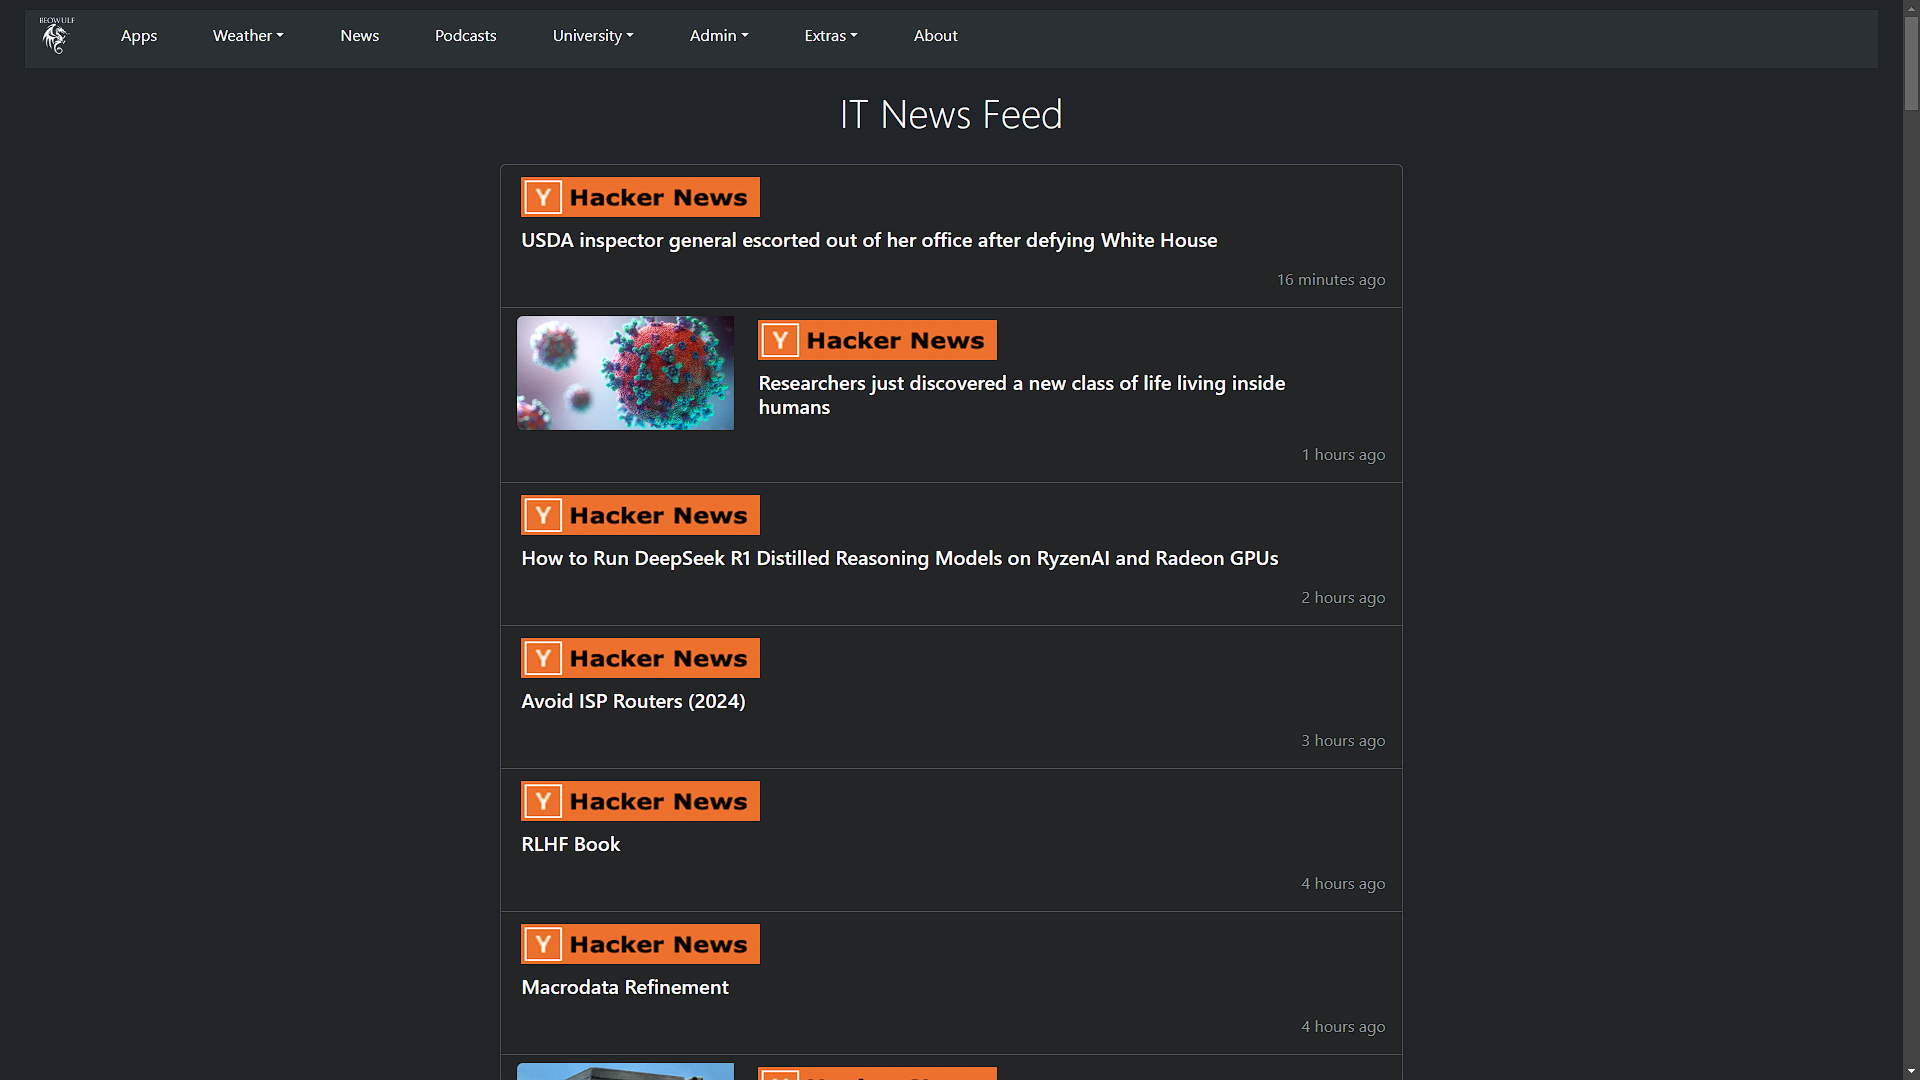 BEOWULF
Apps Weather News Podcasts University Admin Extras About
IT News Feed
Y Hacker News
USDA inspector general escorted out of her office after defying White House
16 minutes ago
Y Hacker News
Researchers just discovered a new class of life living inside
humans
1 hours ago
Y Hacker News
How to Run DeepSeek R1 Distilled Reasoning Models on RyzenAI and Radeon GPUs
2 hours ago
Y Hacker News
Avoid ISP Routers (2024)
3 hours ago
Y Hacker News
RLHF Book
4 hours ago
Y Hacker News
Macrodata Refinement
4 hours ago